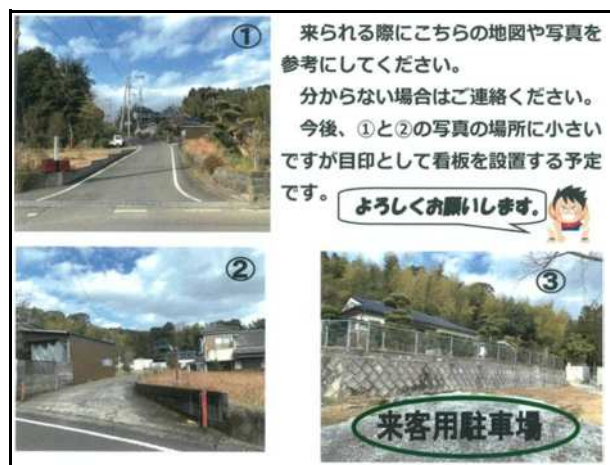 ①
来られる際にこちらの地図や写真を
参考にしてください。
分からない場合はご連絡ください。
今後、①と②の写真の場所に小さい
ですが目印として看板を設置する予定
です。
よろしくお願いします。
②
③
来客用駐車場